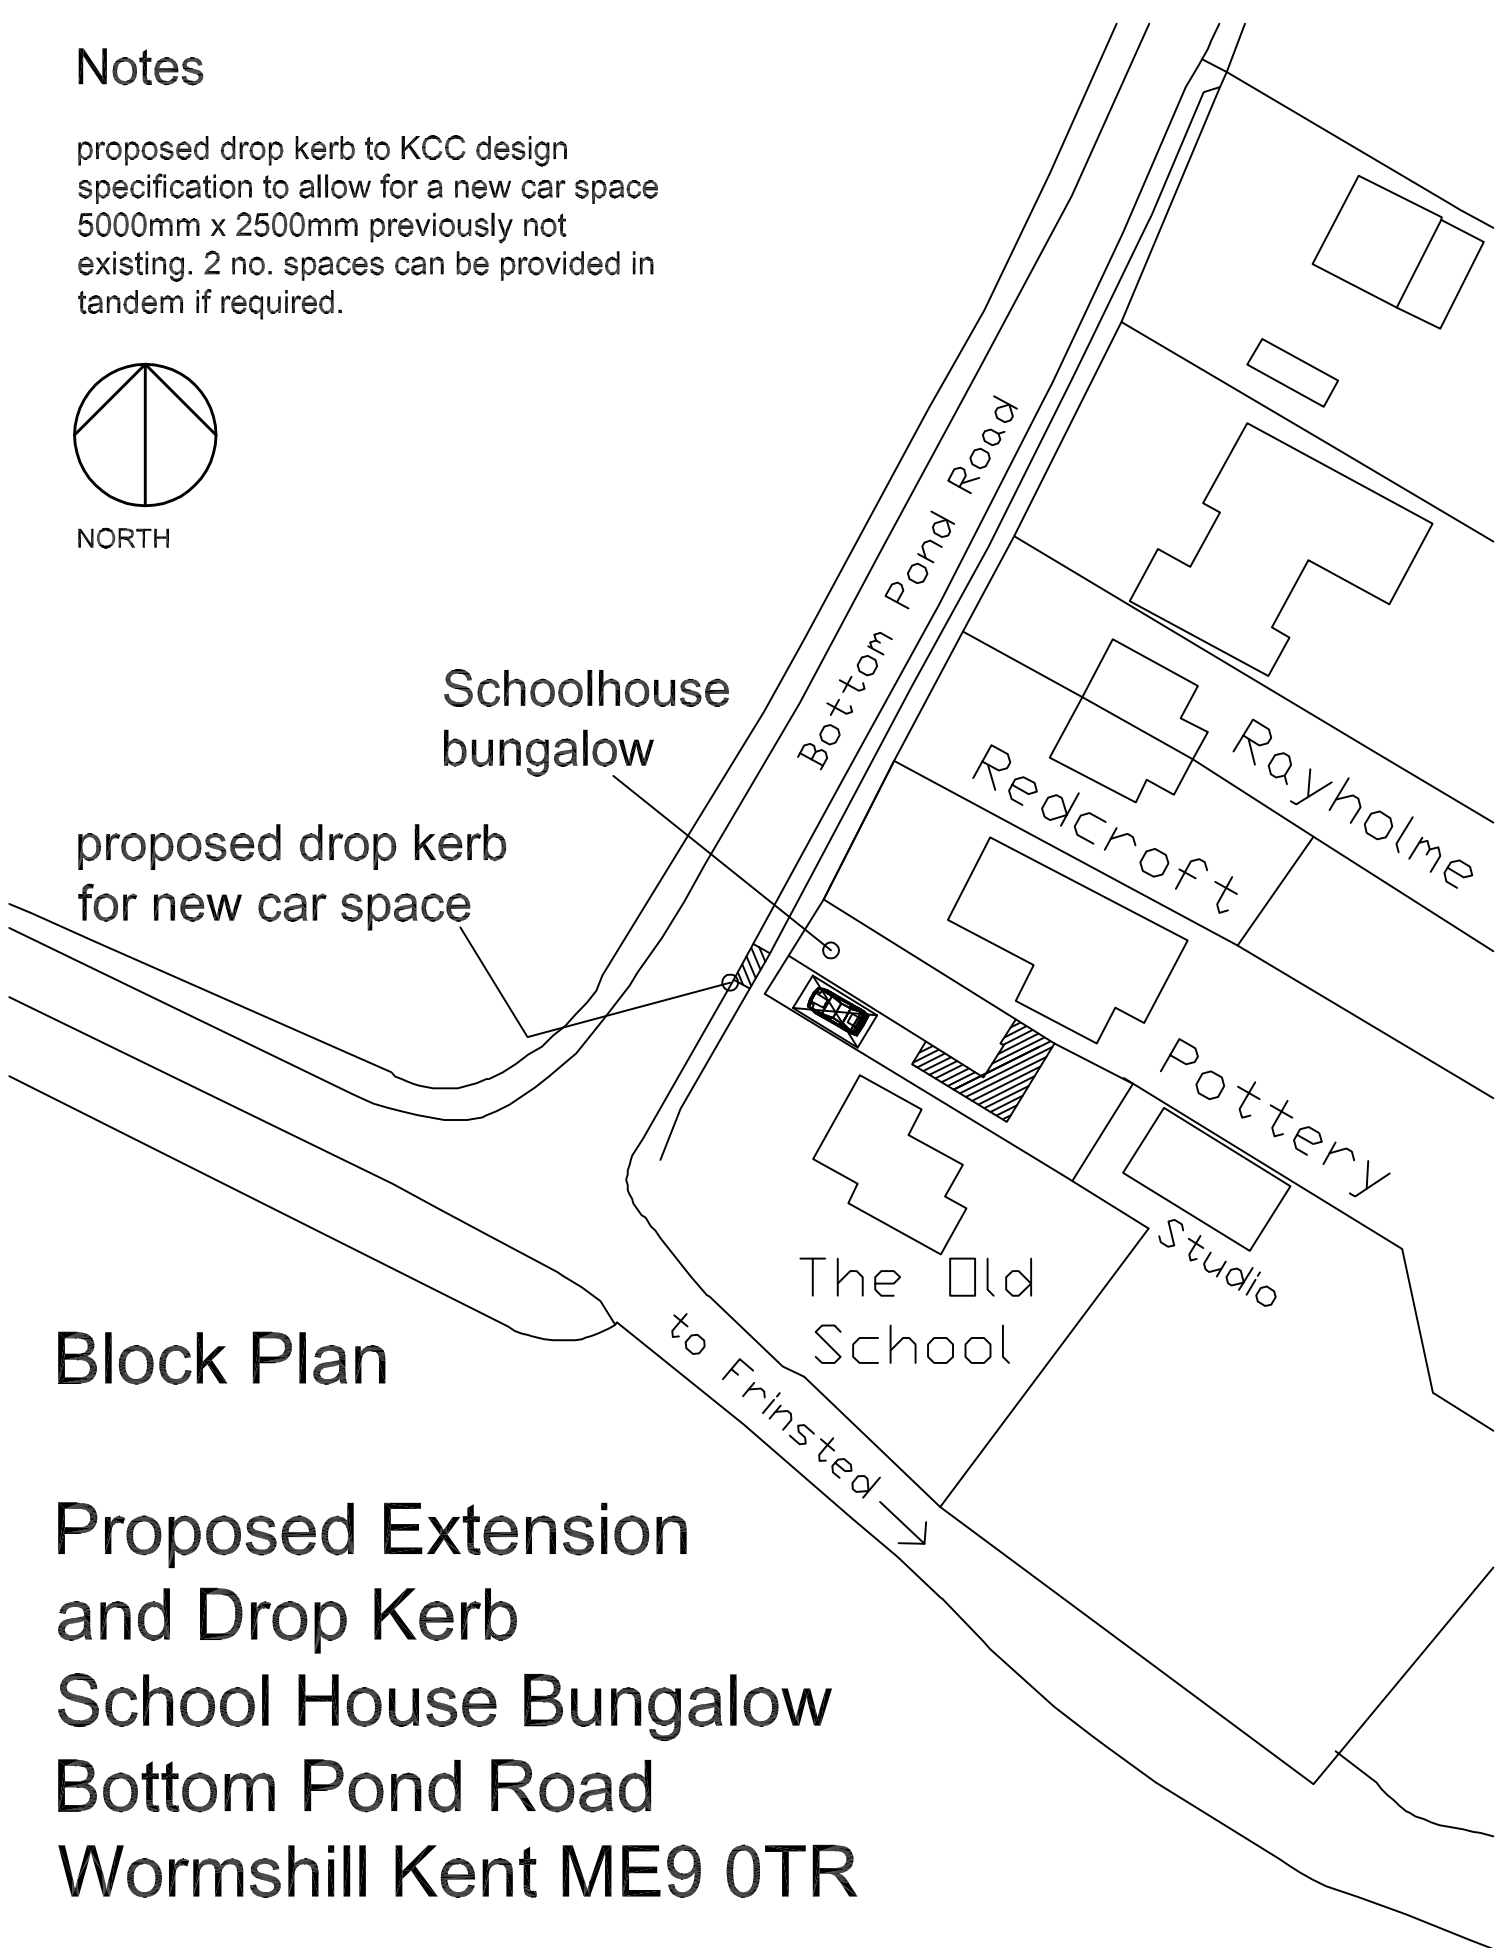 Notes
proposed drop kerb to KCC design
specification to allow for a new car space
5000mm x 2500mm previously not
existing. 2 no. spaces can be provided in
tandem if required.
NORTH
Bottom Pond Road
Schoolhouse
bungalow
proposed drop kerb
for new car space
Rayholme
Redcroft
Pottery
Studio
The Old
School
to Frinsted
Block Plan
Proposed Extension
and Drop Kerb
School House Bungalow
Bottom Pond Road
Wormshill Kent ME9 0TR